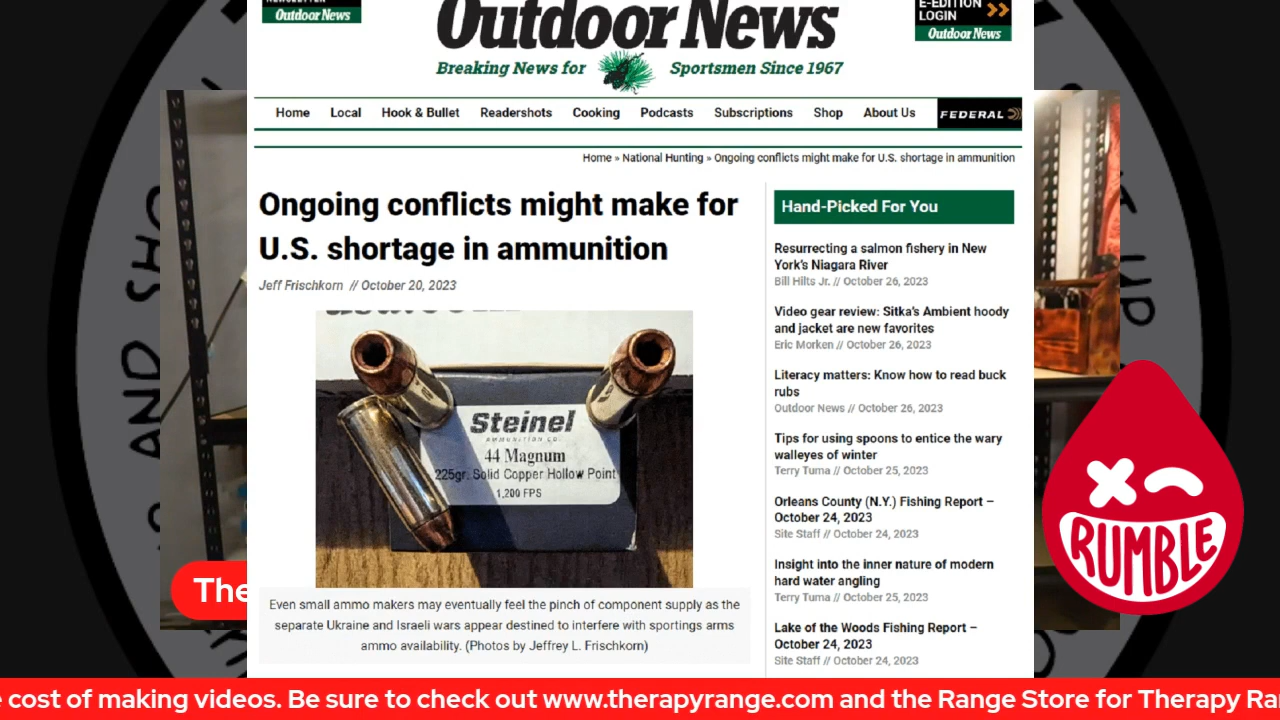 NEWSLETTER
Outdoor News
Outdoor News
E-EDITION
LOGIN
Outdoor News
Breaking News for Sportsmen Since 1967
Home Local Hook & Bullet Readershots Cooking Podcasts Subscriptions Shop About Us FEDERAL
Home » National Hunting » Ongoing conflicts might make for U.S. shortage in ammunition
Ongoing conflicts might make for
U.S. shortage in ammunition
Jeff Frischkorn // October 20, 2023
Steinel
AMMUNITION CO.
44 Magnum
225gr. Solid Copper Hollow Point
1,200 FPS
Even small ammo makers may eventually feel the pinch of component supply as the
separate Ukraine and Israeli wars appear destined to interfere with sportings arms
ammo availability. (Photos by Jeffrey L. Frischkorn)
Hand-Picked For You
Resurrecting a salmon fishery in New
York's Niagara River
Bill Hilts Jr. // October 26, 2023
Video gear review: Sitka's Ambient hoody
and jacket are new favorites
Eric Morken // October 26, 2023
Literacy matters: Know how to read buck
rubs
Outdoor News // October 26, 2023
Tips for using spoons to entice the wary
walleyes of winter
Terry Tuma // October 25, 2023
Orleans County (N.Y.) Fishing Report –
October 24, 2023
Site Staff // October 24, 2023
Insight into the inner nature of modern
hard water angling
Terry Tuma // October 25, 2023
Lake of the Woods Fishing Report –
October 24, 2023
Site Staff // October 24, 2023
AND SHO
The
RUMBLE
cost of making videos. Be sure to check out www.therapyrange.com and the Range Store for Therapy Ra